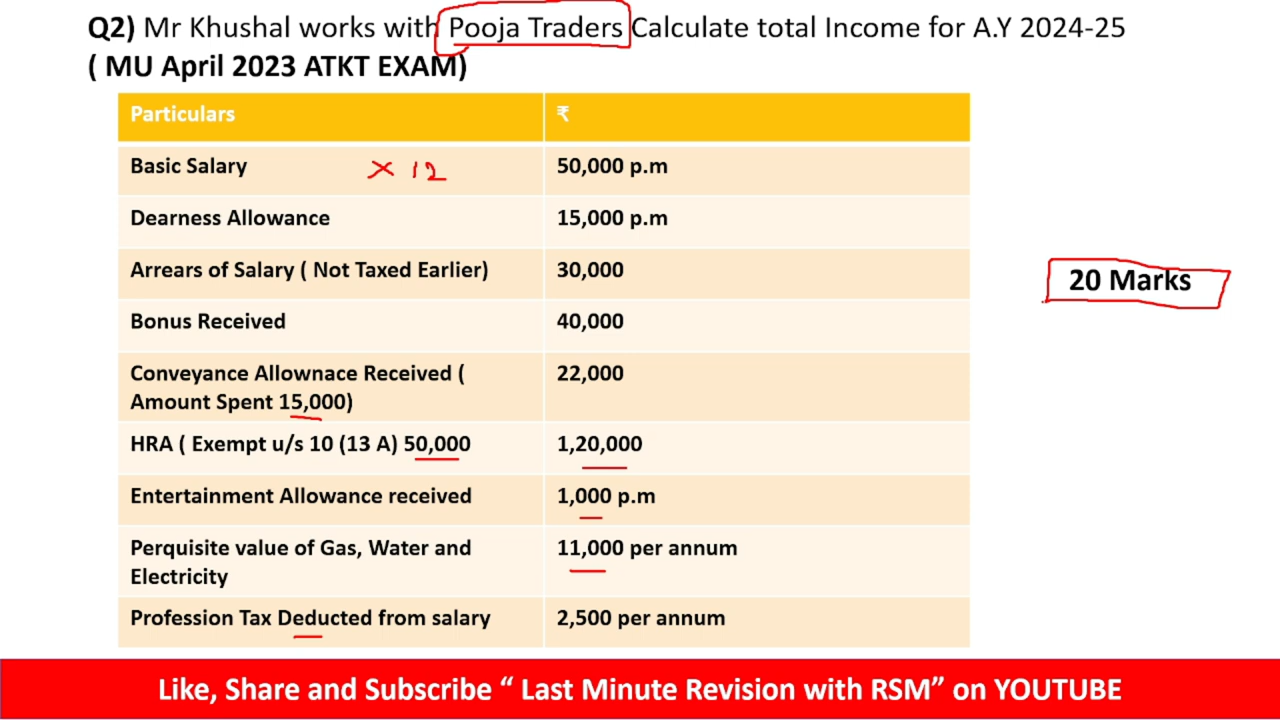 Q2) Mr Khushal works with Pooja Traders Calculate total Income for A.Y 2024-25
( MU April 2023 ATKT EXAM)
Particulars ₹
Basic Salary × 12 50,000 p.m
Dearness Allowance 15,000 p.m
Arrears of Salary ( Not Taxed Earlier) 30,000
20 Marks
Bonus Received 40,000
Conveyance Allownace Received ( 22,000
Amount Spent 15,000)
HRA ( Exempt u/s 10 (13 A) 50,000 1,20,000
Entertainment Allowance received 1,000 p.m
Perquisite value of Gas, Water and 11,000 per annum
Electricity
Profession Tax Deducted from salary 2,500 per annum
Like, Share and Subscribe “ Last Minute Revision with RSM” on YOUTUBE